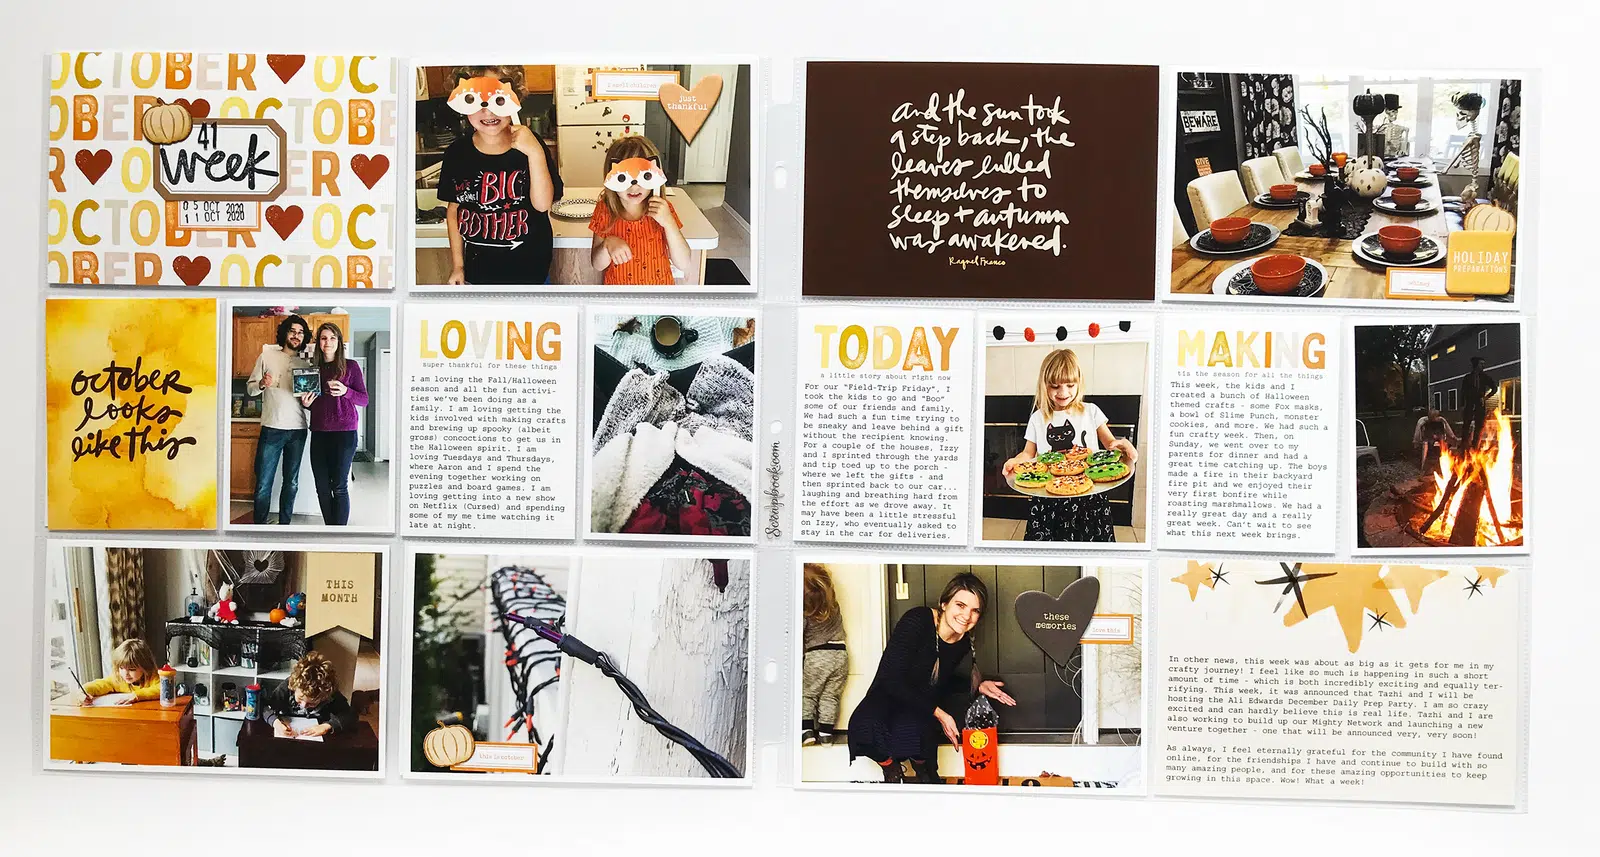 OCTOBER OCT
OCTOBER
OCTOBER
OCTOBER OCT
OBER OCTOBER
41
week
05 OCT 2020
11 OCT 2020
BIG
BROTHER
just
thankful
and the sun took
a step back, the
leaves lulled
themselves to
sleep + autumn
was awakened.
Raquel Franco
BEWARE
HOLIDAY
PREPARATIONS
october
looks
like this
LOVING
super thankful for these things
I am loving the Fall/Halloween
season and all the fun activi-
ties we've been doing as a
family. I am loving getting the
kids involved with making crafts
and brewing up spooky (albeit
gross) concoctions to get us in
the Halloween spirit. I am
loving Tuesdays and Thursdays,
where Aaron and I spend the
evening together working on
puzzles and board games. I am
loving getting into a new show
on Netflix (Cursed) and spending
some of my me time watching it
late at night.
Scrapbook.com
TODAY
a little story about right now
For our "Field-Trip Friday", I
took the kids to go and "Boo"
some of our friends and family.
We had such a fun time trying to
be sneaky and leave behind a gift
without the recipient knowing.
For a couple of the houses, Izzy
and I sprinted through the yards
and tip toed up to the porch -
where we left the gifts - and
then sprinted back to our car...
laughing and breathing hard from
the effort as we drove away. It
may have been a little stressful
on Izzy, who eventually asked to
stay in the car for deliveries.
MAKING
tis the season for all the things
This week, the kids and I
created a bunch of Halloween
themed crafts - some Fox masks,
a bowl of Slime Punch, monster
cookies, and more. We had such a
fun crafty week. Then, on
Sunday, we went over to my
parents for dinner and had a
great time catching up. The boys
made a fire in their backyard
fire pit and we enjoyed their
very first bonfire while
roasting marshmallows. We had a
really great day and a really
great week. Can't wait to see
what this next week brings.
THIS
MONTH
these
memories
love this
In other news, this week was about as big as it gets for me in my
crafty journey! I feel like so much is happening in such a short
amount of time - which is both incredibly exciting and equally ter-
rifying. This week, it was announced that Tazhi and I will be
hosting the Ali Edwards December Daily Prep Party. I am so crazy
excited and can hardly believe this is real life. Tazhi and I are
also working to build up our Mighty Network and launching a new
venture together - one that will be announced very, very soon!
As always, I feel eternally grateful for the community I have found
online, for the friendships I have and continue to build with so
many amazing people, and for these amazing opportunities to keep
growing in this space. Wow! What a week!